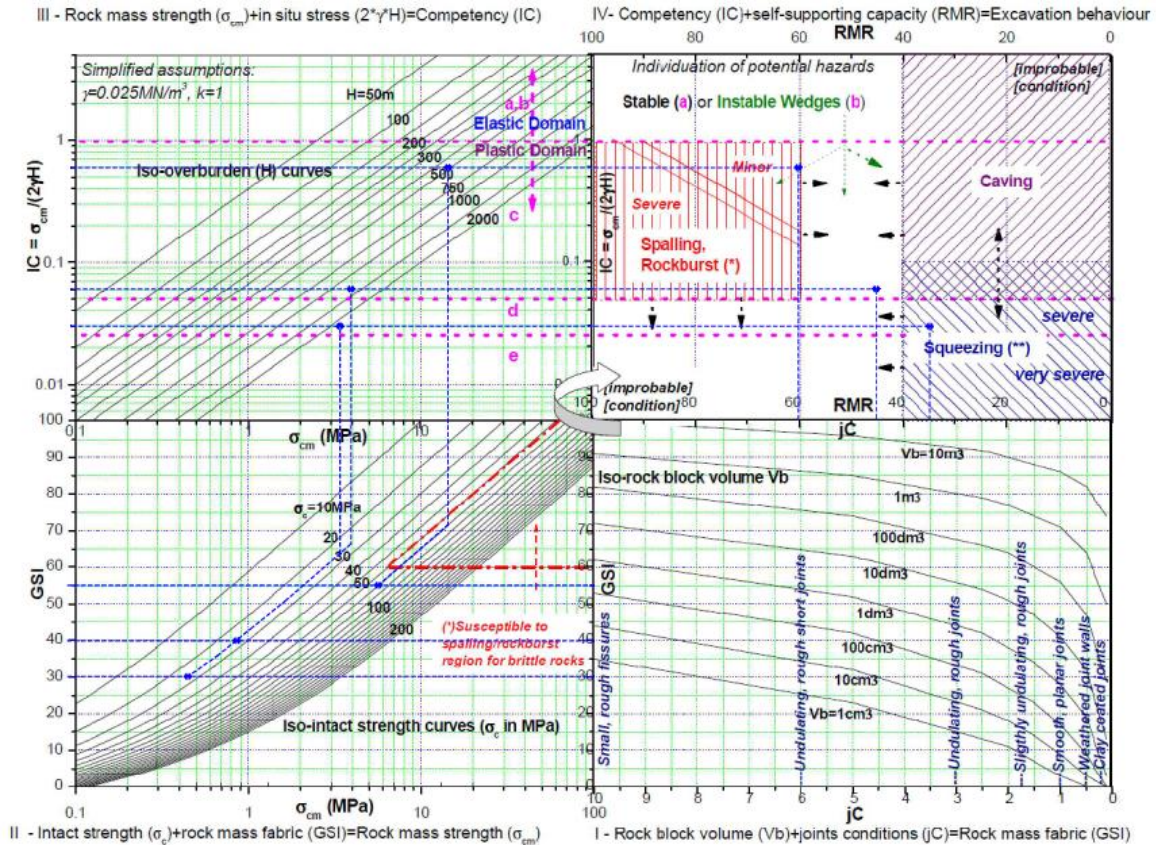 III - Rock mass strength (σcm)+in situ stress (2*γ*H)=Competency (IC)
IV- Competency (IC)+self-supporting capacity (RMR)=Excavation behaviour
RMR
100 80 60 40 20 0
Simplified assumptions:
γ=0.025MN/m³, k=1
H=50m
100
200
300
500
750
1000
2000
a,b
Elastic Domain
Plastic Domain
Iso-overburden (H) curves
c
d
e
IC = σcm/(2γH)
1
0.1
0.01
Individuation of potential hazards
Stable (a) or Instable Wedges (b)
[improbable]
[condition]
1
Minor
Severe
Spalling,
Rockburst (*)
Caving
IC = σcm/(2γH)
0.1
severe
Squeezing (**)
very severe
[improbable]
[condition]
100 80 60 40 20 0
RMR
jC
0.1 1 10 100
σcm (MPa)
100
90
80
70
60
50
40
30
20
10
0
GSI
σc=10MPa
20
30
40
50
100
200
(*)Susceptible to
spalling/rockburst
region for brittle rocks
Iso-intact strength curves (σc in MPa)
0.1 1 10
σcm (MPa)
GSI
Iso-rock block volume Vb
Vb=10m3
1m3
100dm3
10dm3
1dm3
100cm3
10cm3
Vb=1cm3
Small, rough fissures
---Undulating, rough short joints
---Undulating, rough joints
---Sligthly undulating, rough joints
---Smooth, planar joints
---Weathered joint walls
---Clay coated joints
10 9 8 7 6 5 4 3 2 1 0
jC
II - Intact strength (σc)+rock mass fabric (GSI)=Rock mass strength (σcm)
I - Rock block volume (Vb)+joints conditions (jC)=Rock mass fabric (GSI)